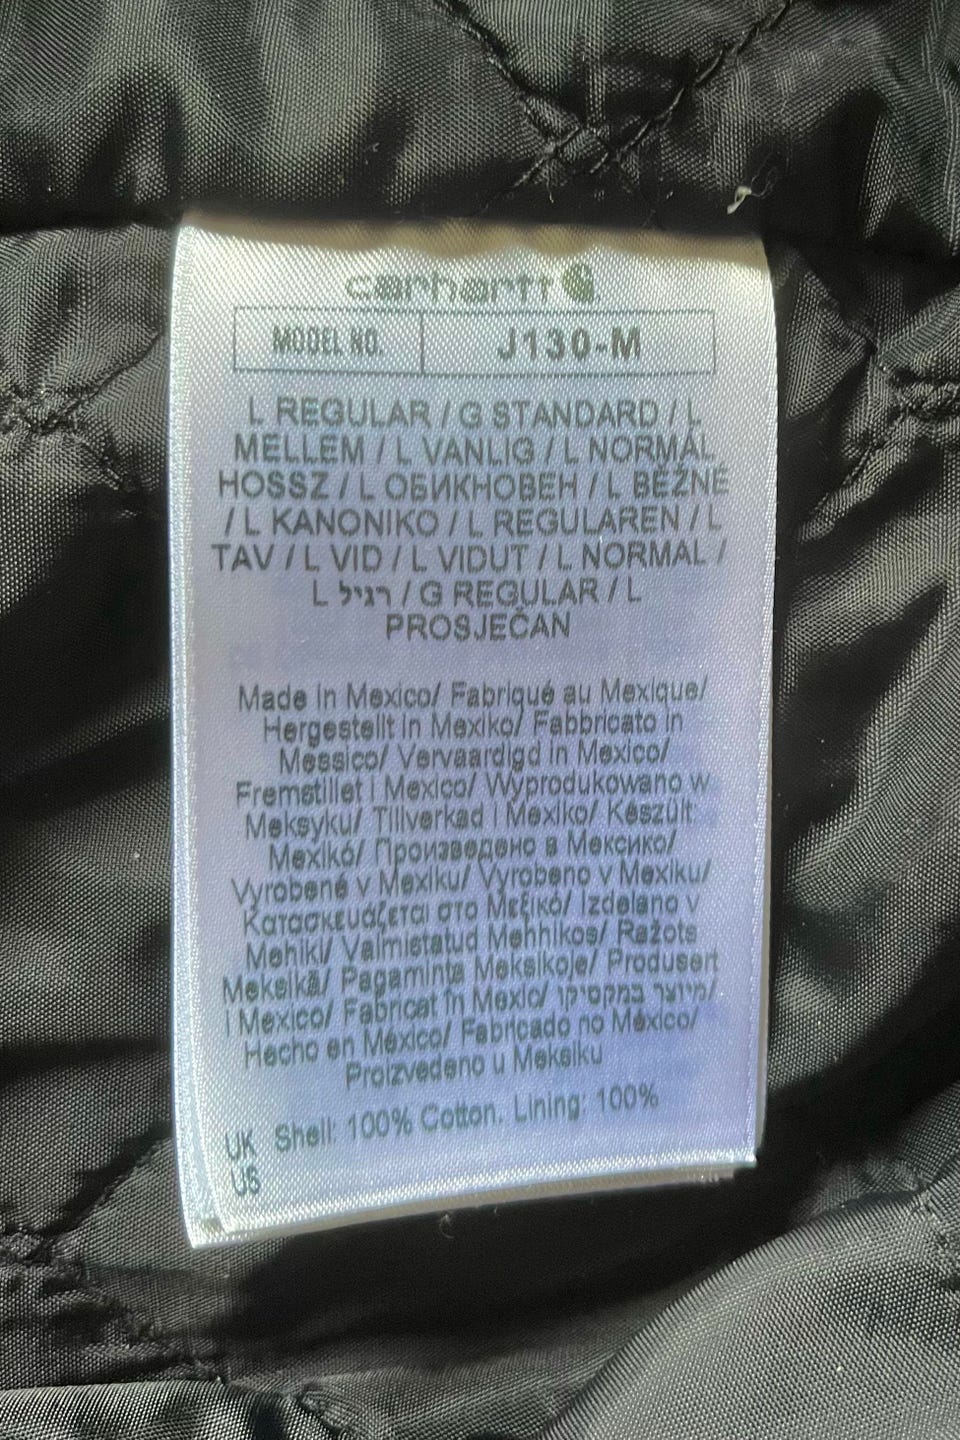 carhartt
MODEL NO. J130-M
L REGULAR / G STANDARD / L
MELLEM / L VANLIG / L NORMÁL
HOSSZ / L ОБИКНОВЕН / L BĚŽNÉ
/ L KANONIKO / L REGULAREN / L
TAV / L VID / L VIDUT / L NORMAL /
L רגיל / G REGULAR / L
PROSJEČAN
Made in Mexico/ Fabriqué au Mexique/
Hergestellt in Mexiko/ Fabbricato in
Messico/ Vervaardigd in Mexico/
Fremstillet i Mexico/ Wyprodukowano w
Meksyku/ Tillverkad i Mexiko/ Készült:
Mexikó/ Произведено в Мексико/
Vyrobené v Mexiku/ Vyrobeno v Mexiku/
Κατασκευάζεται στο Μεξικό/ Izdelano v
Mehiki/ Valmistatud Mehhikos/ Ražots
Meksikā/ Pagaminta Meksikoje/ Produsert
i Mexico/ Fabricat în Mexic/ מיוצר במקסיקו/
Hecho en México/ Fabricado no México/
Proizvedeno u Meksiku
UK Shell: 100% Cotton. Lining: 100%
US